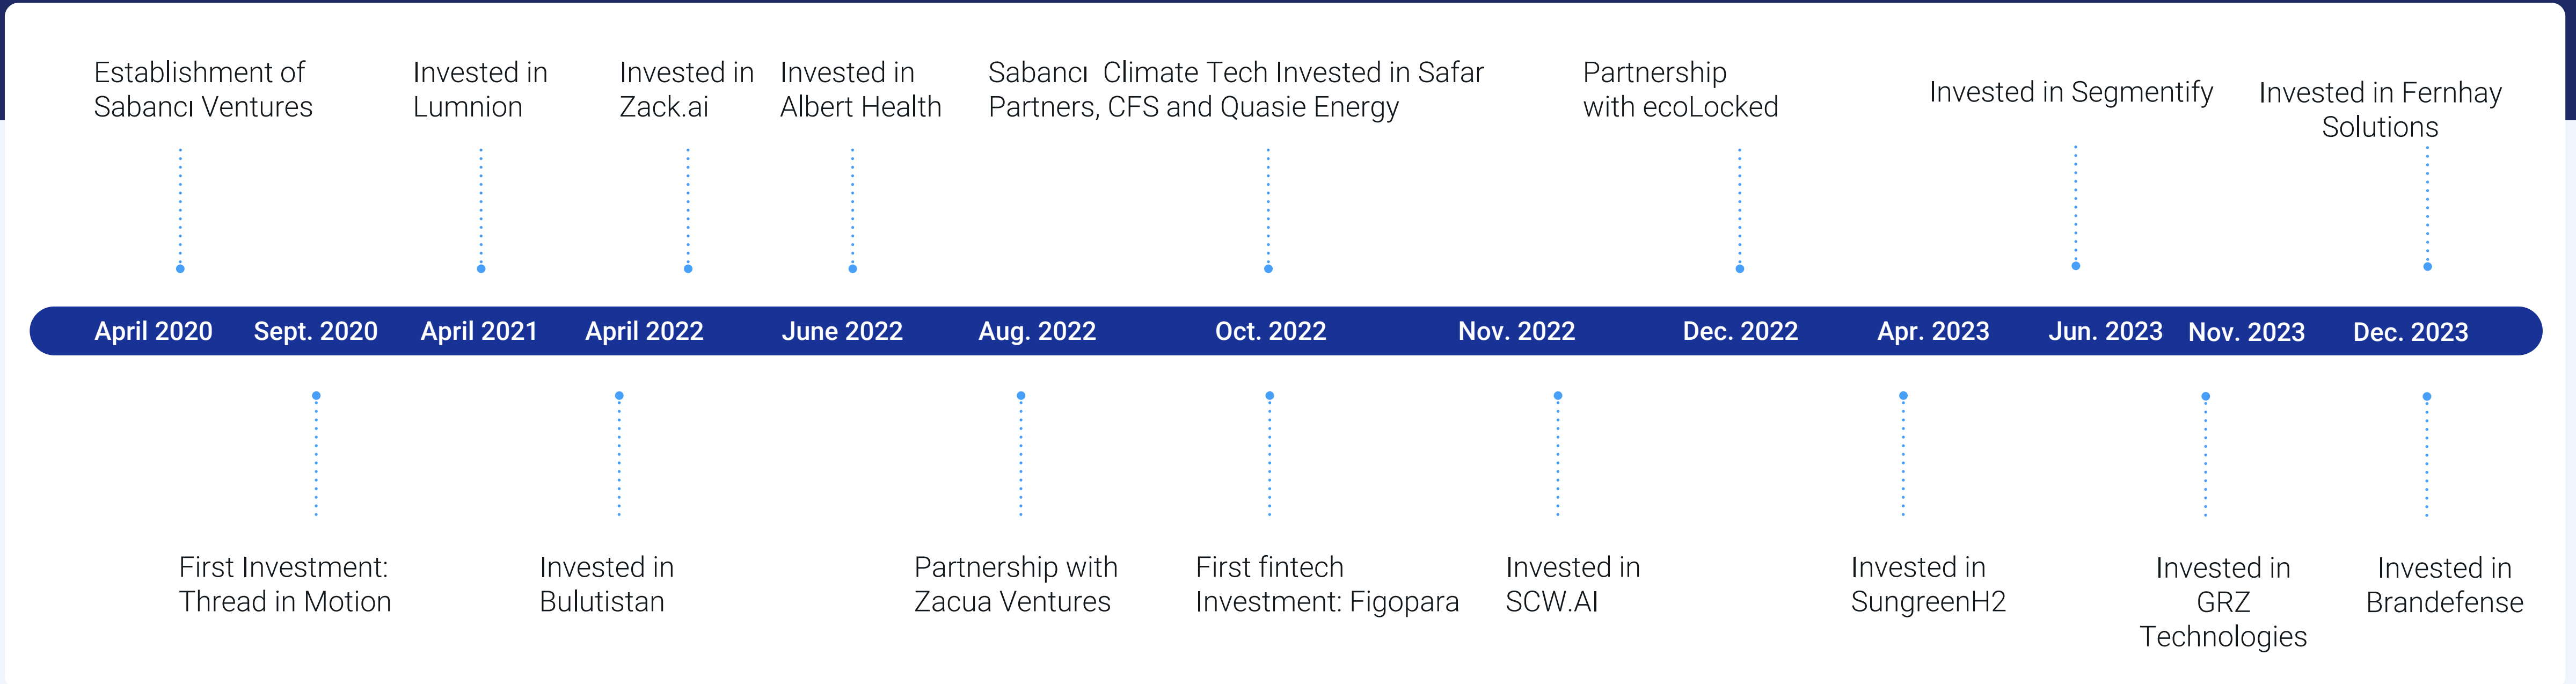 Establishment of
Sabancı Ventures
Invested in
Lumnion
Invested in
Zack.ai
Invested in
Albert Health
Sabancı  Climate Tech Invested in Safar
Partners, CFS and Quasie Energy
Partnership
with ecoLocked
Invested in Segmentify
Invested in Fernhay
Solutions
April 2020
Sept. 2020
April 2021
April 2022
June 2022
Aug. 2022
Oct. 2022
Nov. 2022
Dec. 2022
Apr. 2023
Jun. 2023
Nov. 2023
Dec. 2023
First Investment:
Thread in Motion
Invested in
Bulutistan
Partnership with
Zacua Ventures
First fintech
Investment: Figopara
Invested in
SCW.AI
Invested in
SungreenH2
Invested in
GRZ
Technologies
Invested in
Brandefense